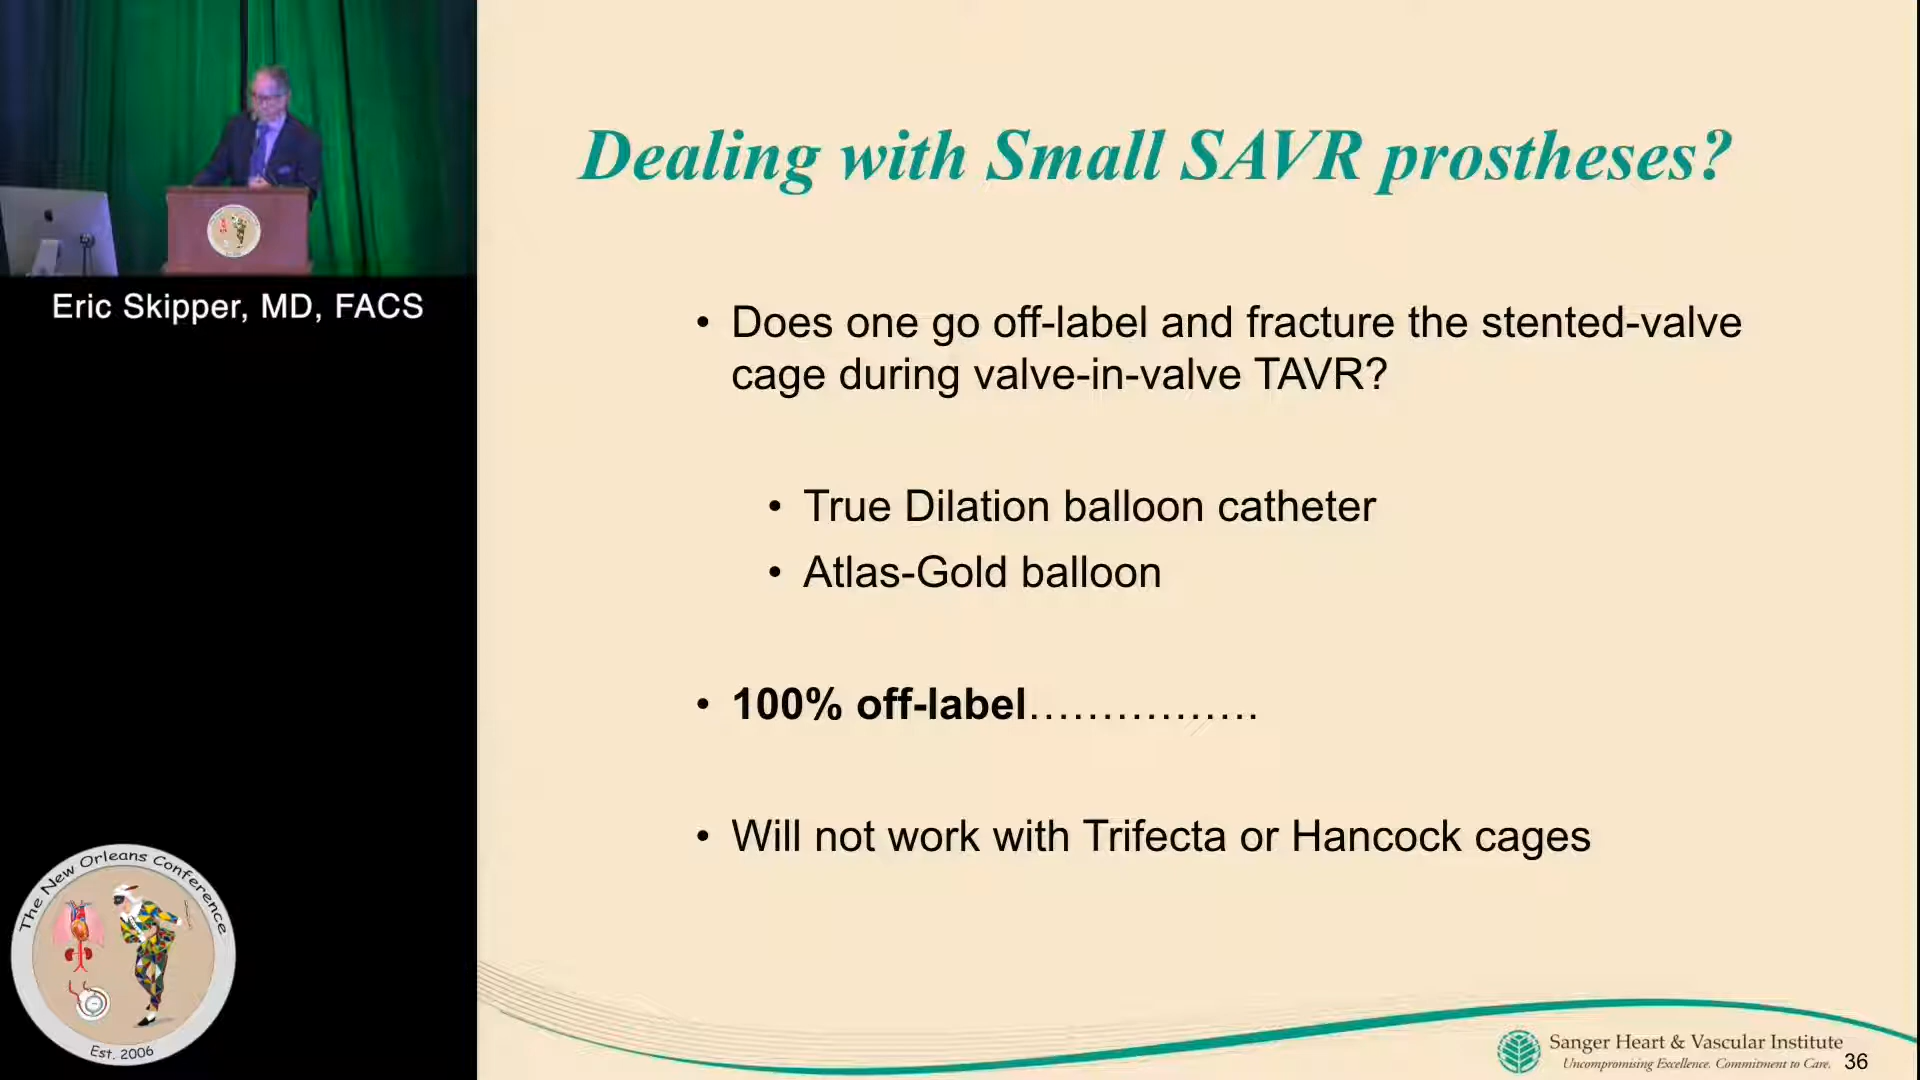 Dealing with Small SAVR prostheses?
Eric Skipper, MD, FACS
• Does one go off-label and fracture the stented-valve
cage during valve-in-valve TAVR?
• True Dilation balloon catheter
• Atlas-Gold balloon
• 100% off-label................
• Will not work with Trifecta or Hancock cages
The New Orleans Conference
Est. 2006
Sanger Heart & Vascular Institute
Uncompromising Excellence. Commitment to Care.
36